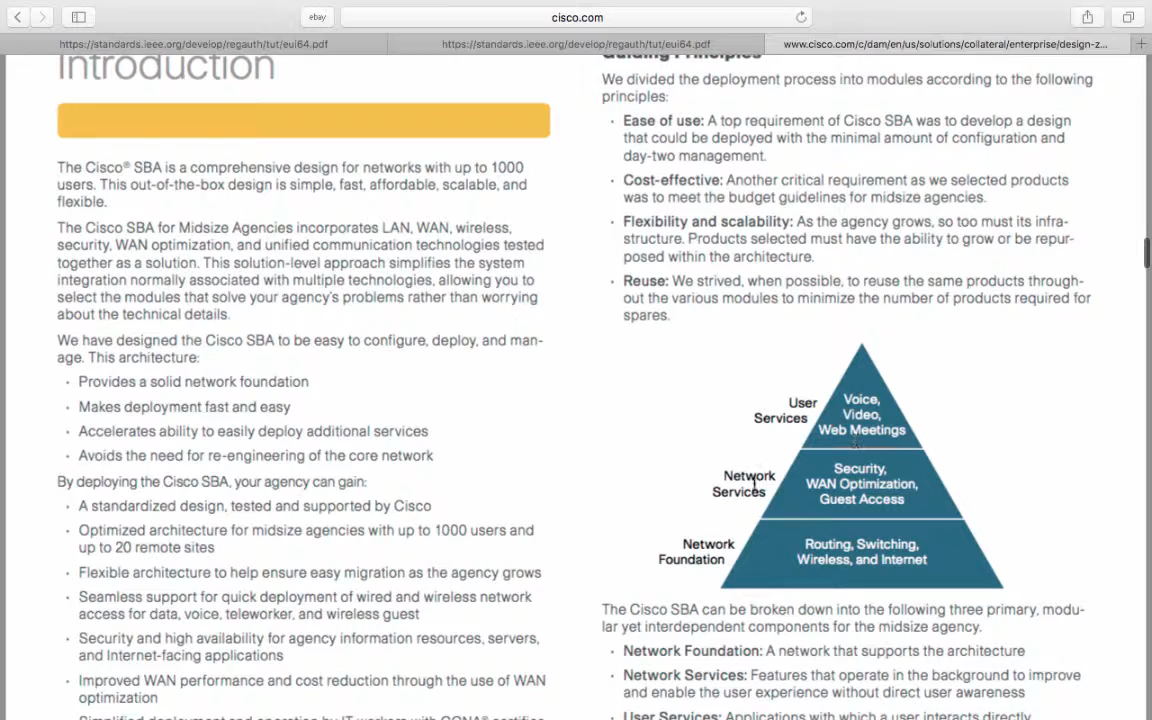 ebay
cisco.com
https://standards.ieee.org/develop/regauth/tut/eui64.pdf
https://standards.ieee.org/develop/regauth/tut/eui64.pdf
www.cisco.com/c/dam/en/us/solutions/collateral/enterprise/design-z...
Introduction
The Cisco® SBA is a comprehensive design for networks with up to 1000
users. This out-of-the-box design is simple, fast, affordable, scalable, and
flexible.
The Cisco SBA for Midsize Agencies incorporates LAN, WAN, wireless,
security, WAN optimization, and unified communication technologies tested
together as a solution. This solution-level approach simplifies the system
integration normally associated with multiple technologies, allowing you to
select the modules that solve your agency's problems rather than worrying
about the technical details.
We have designed the Cisco SBA to be easy to configure, deploy, and man-
age. This architecture:
• Provides a solid network foundation
• Makes deployment fast and easy
• Accelerates ability to easily deploy additional services
• Avoids the need for re-engineering of the core network
By deploying the Cisco SBA, your agency can gain:
• A standardized design, tested and supported by Cisco
• Optimized architecture for midsize agencies with up to 1000 users and
up to 20 remote sites
• Flexible architecture to help ensure easy migration as the agency grows
• Seamless support for quick deployment of wired and wireless network
access for data, voice, teleworker, and wireless guest
• Security and high availability for agency information resources, servers,
and Internet-facing applications
• Improved WAN performance and cost reduction through the use of WAN
optimization
• Simplified deployment and operation by IT workers with CCNA® certifica-
Guiding Principles
We divided the deployment process into modules according to the following
principles:
• Ease of use: A top requirement of Cisco SBA was to develop a design
that could be deployed with the minimal amount of configuration and
day-two management.
• Cost-effective: Another critical requirement as we selected products
was to meet the budget guidelines for midsize agencies.
• Flexibility and scalability: As the agency grows, so too must its infra-
structure. Products selected must have the ability to grow or be repur-
posed within the architecture.
• Reuse: We strived, when possible, to reuse the same products through-
out the various modules to minimize the number of products required for
spares.
User
Services
Voice,
Video,
Web Meetings
Network
Services
Security,
WAN Optimization,
Guest Access
Network
Foundation
Routing, Switching,
Wireless, and Internet
The Cisco SBA can be broken down into the following three primary, modu-
lar yet interdependent components for the midsize agency.
• Network Foundation: A network that supports the architecture
• Network Services: Features that operate in the background to improve
and enable the user experience without direct user awareness
• User Services: Applications with which a user interacts directly